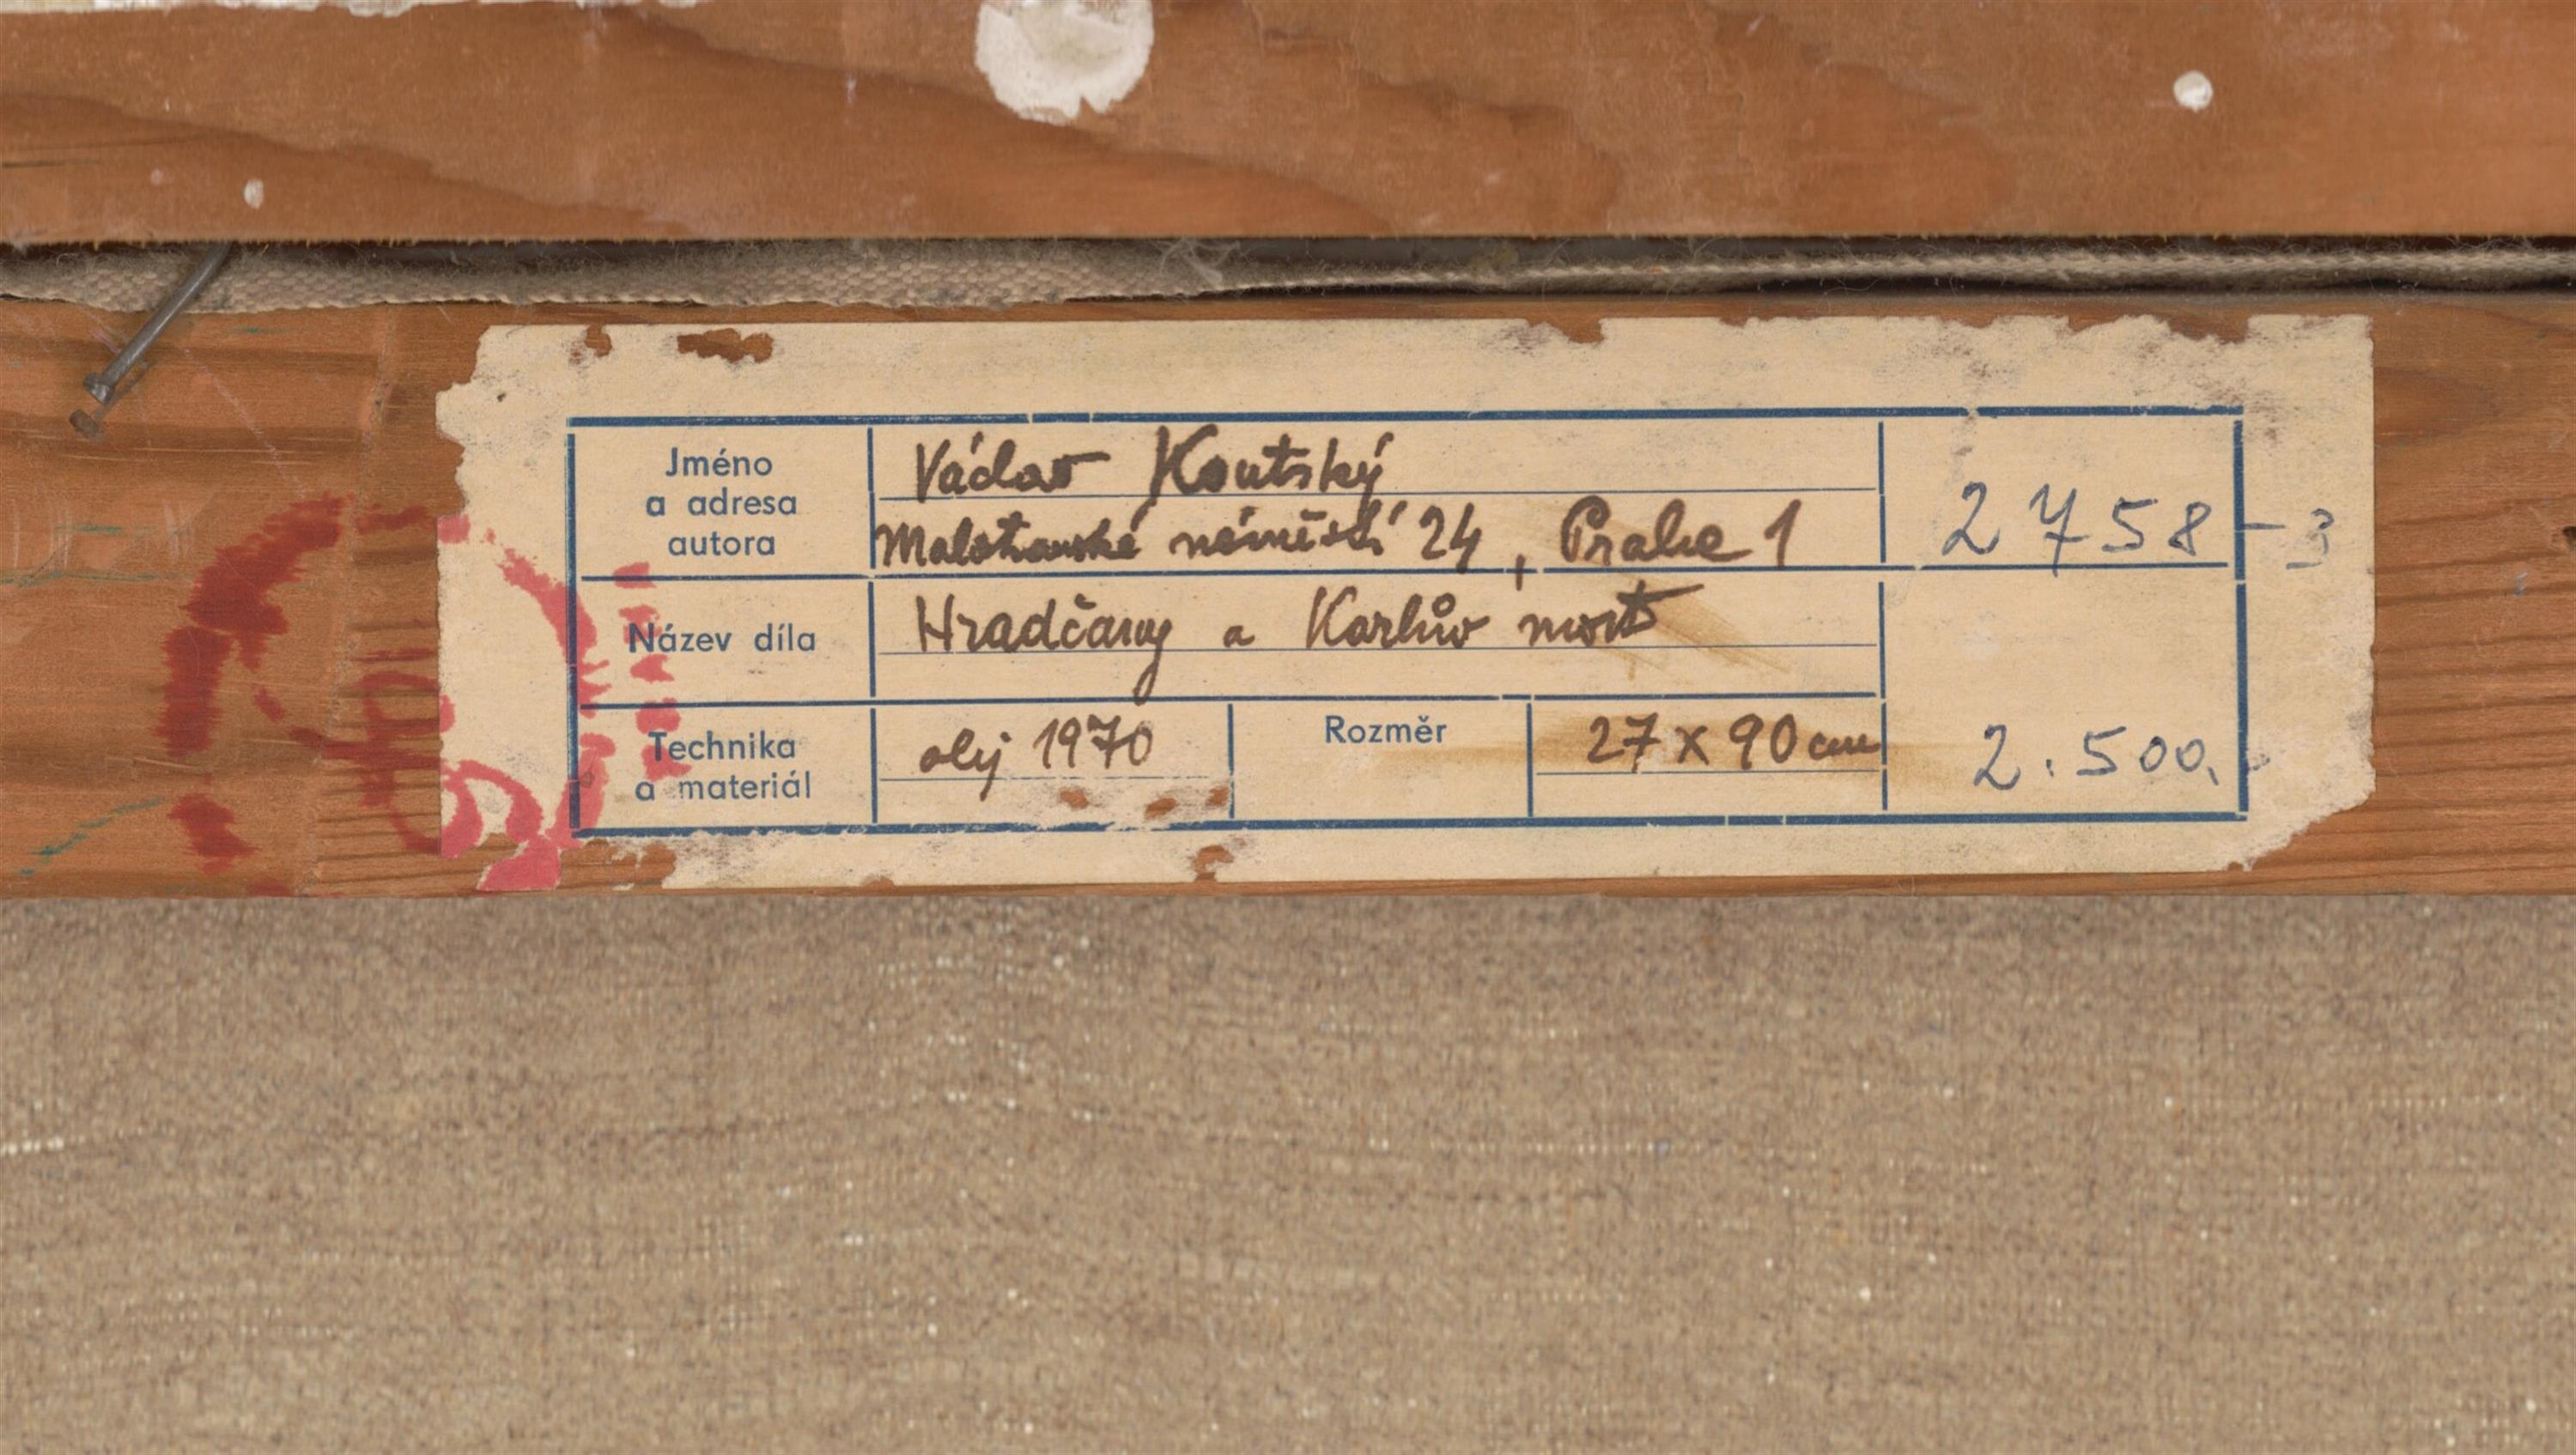 Jméno
a adresa
autora
Václav Koutský
Malostranské náměstí 24, Praha 1
2758-3
Název díla
Hradčany a Karlův most
Technika
a materiál
olej 1970
Rozměr
27 x 90 cm
2.500,-